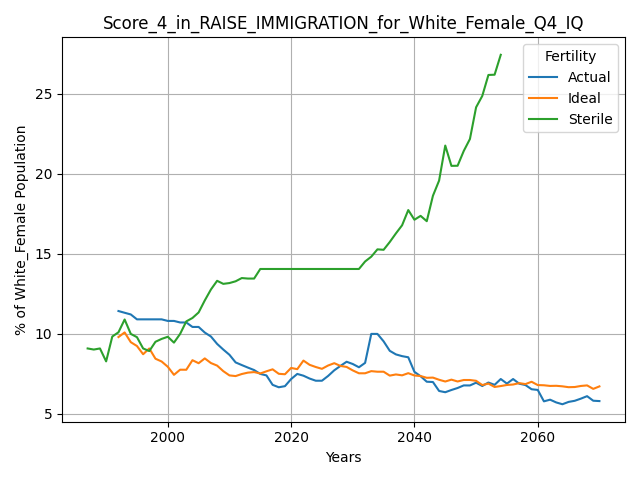 Score_4_in_RAISE_IMMIGRATION_for_White_Female_Q4_IQ
% of White_Female Population
25
20
15
10
5
Fertility
Actual
Ideal
Sterile
2000
2020
2040
2060
Years